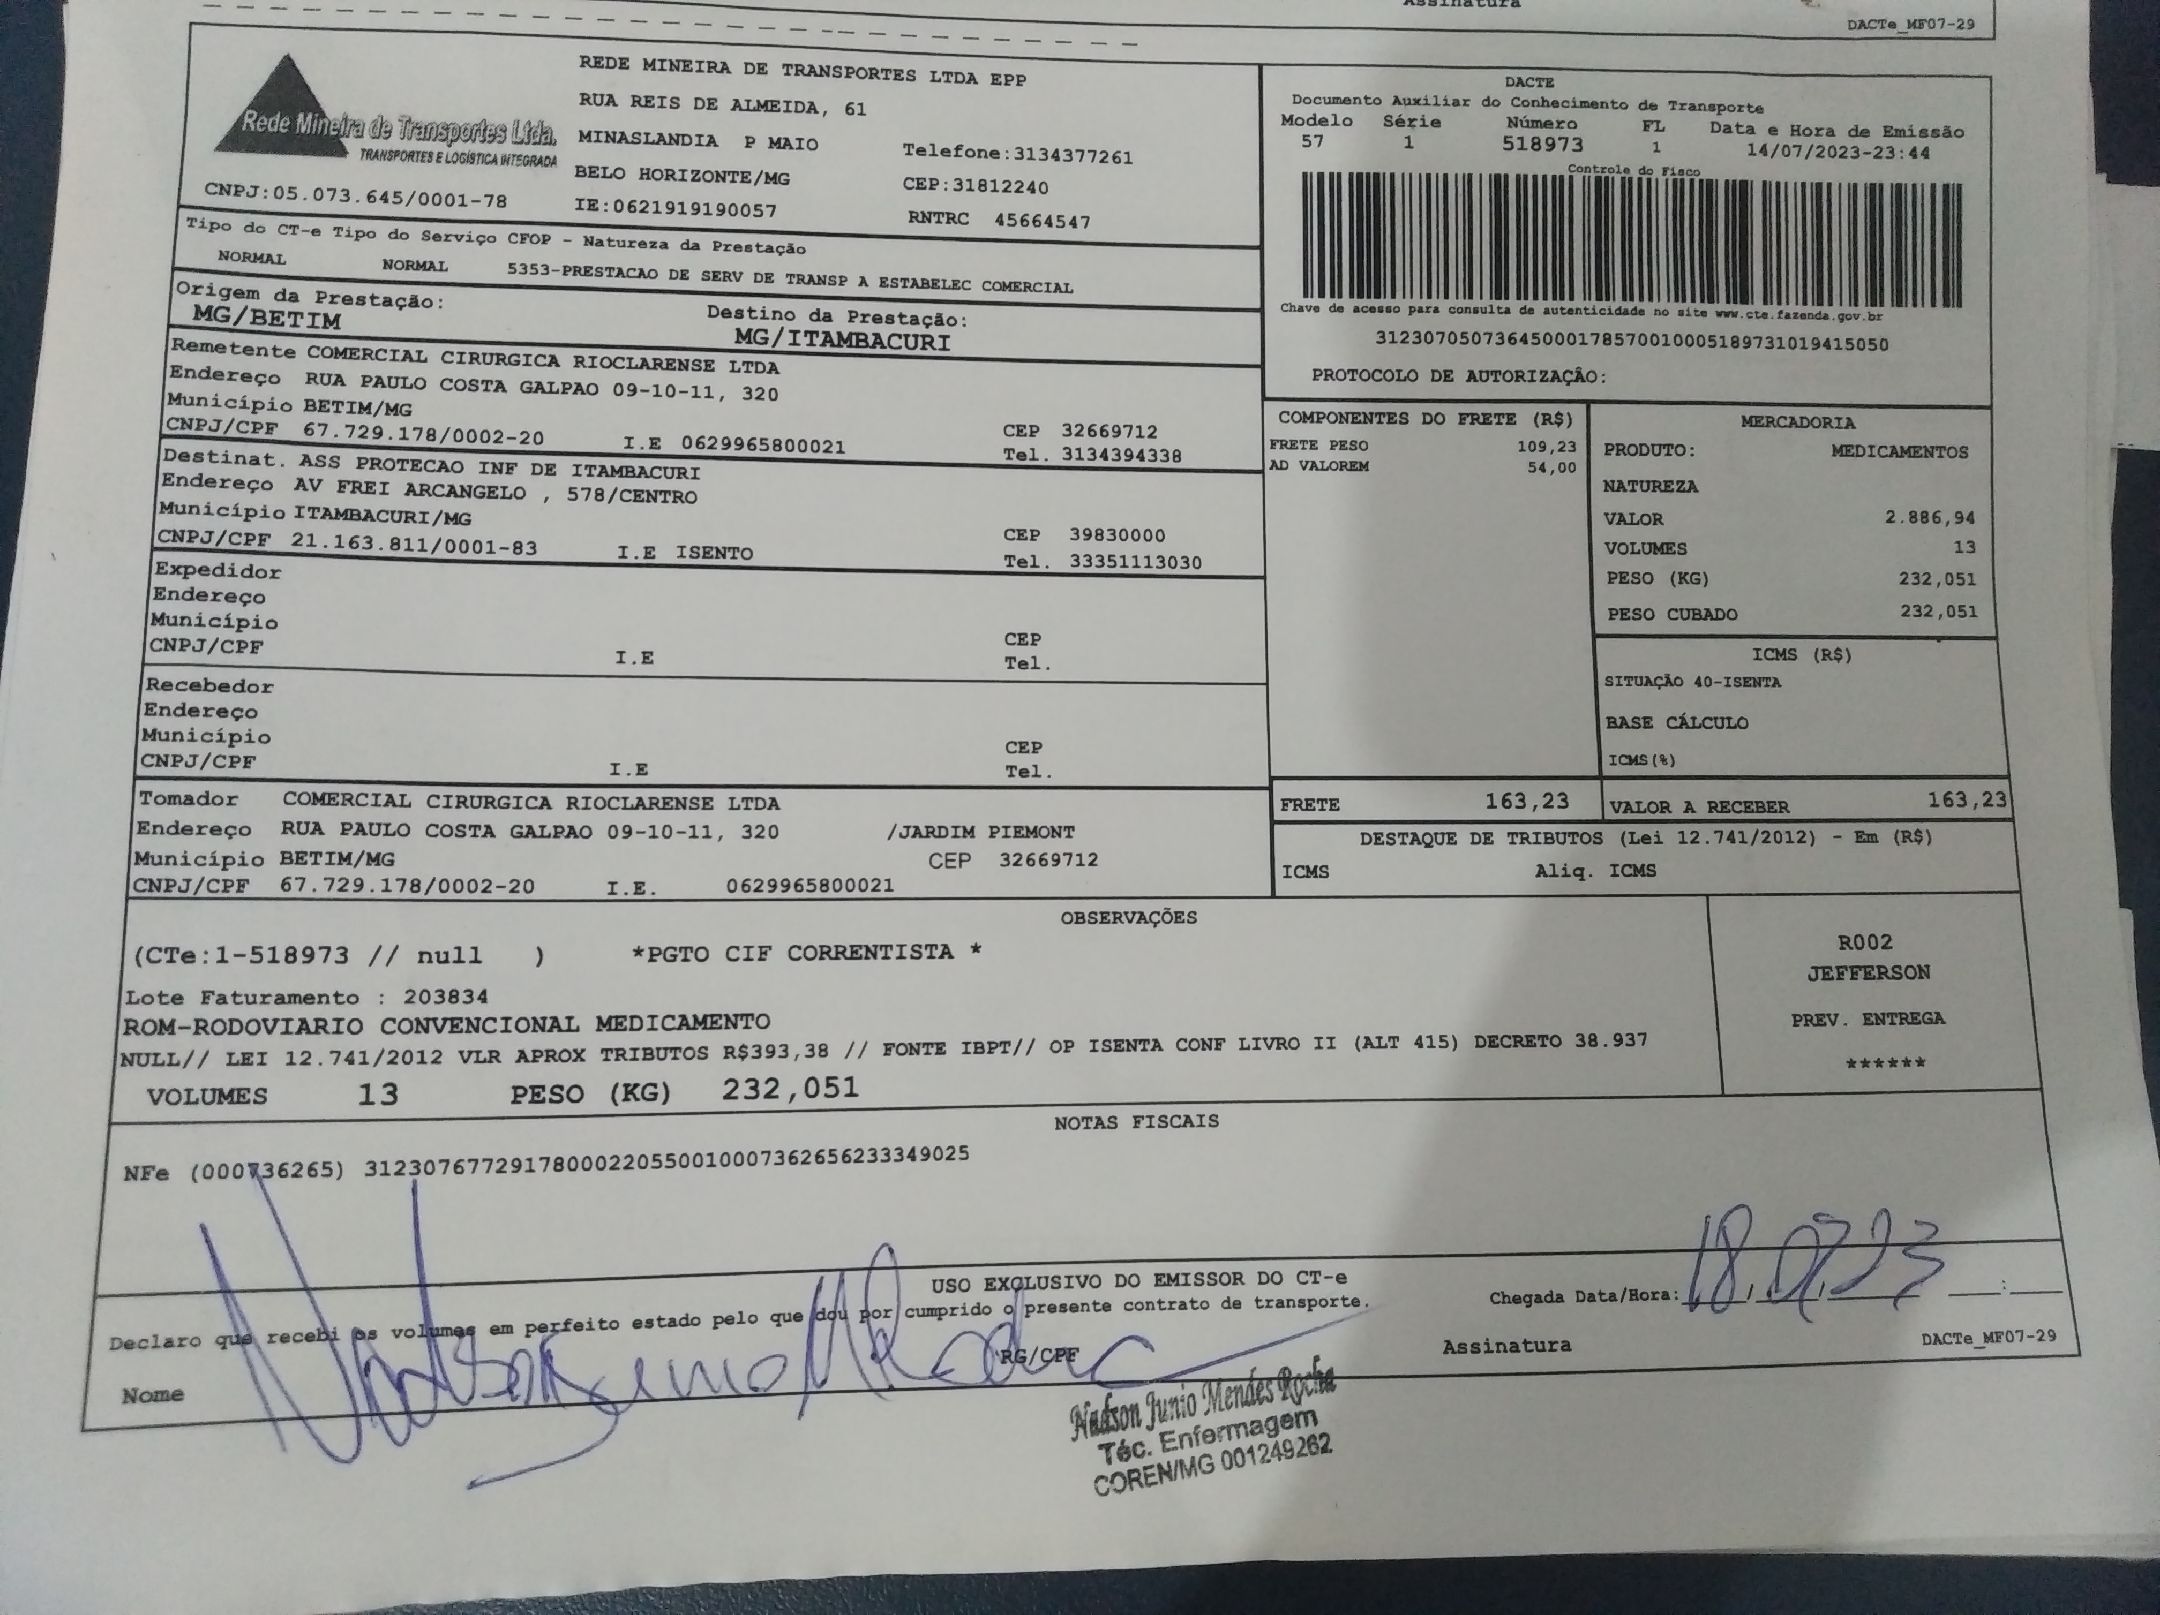 Assinatura
DACTe_MF07-29
Rede Mineira de Transportes Ltda.
TRANSPORTES E LOGÍSTICA INTEGRADA
CNPJ:05.073.645/0001-78
REDE MINEIRA DE TRANSPORTES LTDA EPP
RUA REIS DE ALMEIDA, 61
MINASLANDIA P MAIO Telefone:3134377261
BELO HORIZONTE/MG CEP:31812240
IE:0621919190057 RNTRC 45664547
DACTE
Documento Auxiliar do Conhecimento de Transporte
Modelo Série Número FL Data e Hora de Emissão
57 1 518973 1 14/07/2023-23:44
Controle do Fisco
Chave de acesso para consulta de autenticidade no site www.cte.fazenda.gov.br
31230705073645000178570010005189731019415050
PROTOCOLO DE AUTORIZAÇÂO:
Tipo do CT-e Tipo do Serviço CFOP - Natureza da Prestação
NORMAL NORMAL 5353-PRESTACAO DE SERV DE TRANSP A ESTABELEC COMERCIAL
Origem da Prestação: Destino da Prestação:
MG/BETIM MG/ITAMBACURI
Remetente COMERCIAL CIRURGICA RIOCLARENSE LTDA
Endereço RUA PAULO COSTA GALPAO 09-10-11, 320
Município BETIM/MG CEP 32669712
CNPJ/CPF 67.729.178/0002-20 I.E 0629965800021 Tel. 3134394338
Destinat. ASS PROTECAO INF DE ITAMBACURI
Endereço AV FREI ARCANGELO , 578/CENTRO
Município ITAMBACURI/MG CEP 39830000
CNPJ/CPF 21.163.811/0001-83 I.E ISENTO Tel. 33351113030
Expedidor
Endereço
Município CEP
CNPJ/CPF I.E Tel.
Recebedor
Endereço
Município CEP
CNPJ/CPF I.E Tel.
Tomador COMERCIAL CIRURGICA RIOCLARENSE LTDA
Endereço RUA PAULO COSTA GALPAO 09-10-11, 320 /JARDIM PIEMONT
Município BETIM/MG CEP 32669712
CNPJ/CPF 67.729.178/0002-20 I.E. 0629965800021
COMPONENTES DO FRETE (R$)
FRETE PESO 109,23
AD VALOREM 54,00
MERCADORIA
PRODUTO: MEDICAMENTOS
NATUREZA
VALOR 2.886,94
VOLUMES 13
PESO (KG) 232,051
PESO CUBADO 232,051
ICMS (R$)
SITUAÇÃO 40-ISENTA
BASE CÁLCULO
ICMS(%)
FRETE 163,23 VALOR A RECEBER 163,23
DESTAQUE DE TRIBUTOS (Lei 12.741/2012) - Em (R$)
ICMS Aliq. ICMS
OBSERVAÇÕES
(CTe:1-518973 // null ) *PGTO CIF CORRENTISTA *
Lote Faturamento : 203834
ROM-RODOVIARIO CONVENCIONAL MEDICAMENTO
NULL// LEI 12.741/2012 VLR APROX TRIBUTOS R$393,38 // FONTE IBPT// OP ISENTA CONF LIVRO II (ALT 415) DECRETO 38.937
VOLUMES 13 PESO (KG) 232,051
R002
JEFFERSON
PREV. ENTREGA
******
NOTAS FISCAIS
NFe (000736265) 31230767729178000220550010007362656233349025
USO EXCLUSIVO DO EMISSOR DO CT-e
Declaro que recebi os volumes em perfeito estado pelo que dou por cumprido o presente contrato de transporte.
Chegada Data/Hora: 18/07/23 :
Nome RG/CPF Assinatura DACTe_MF07-29
Nadson Junio Mendes Rocha
Nadson Junio Mendes Rocha
Téc. Enfermagem
COREN/MG 001249262